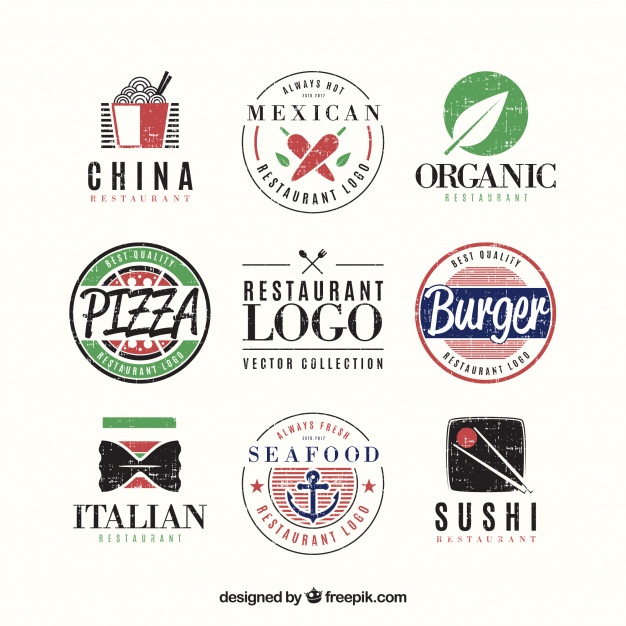 CHINA
RESTAURANT
ALWAYS HOT
ESTD. 2017
MEXICAN
RESTAURANT LOGO
ORGANIC
RESTAURANT
BEST QUALITY
PIZZA
RESTAURANT LOGO
RESTAURANT
LOGO
VECTOR COLLECTION
BEST QUALITY
Burger
RESTAURANT LOGO
ITALIAN
RESTAURANT
ALWAYS FRESH
ESTD. 2017
SEAFOOD
RESTAURANT LOGO
SUSHI
RESTAURANT
designed by freepik.com